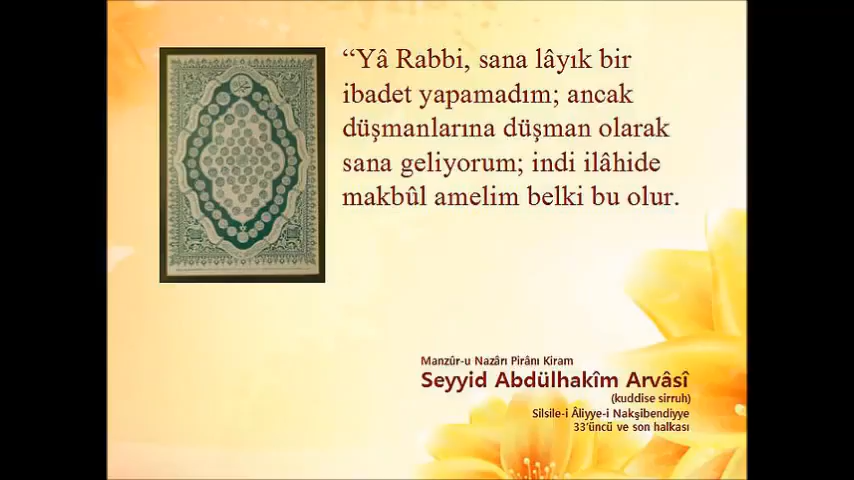 “Yâ Rabbi, sana lâyık bir
ibadet yapamadım; ancak
düşmanlarına düşman olarak
sana geliyorum; indi ilâhide
makbûl amelim belki bu olur.
Manzûr-u Nazârı Pirânı Kiram
Seyyid Abdülhakîm Arvâsî
(kuddise sirruh)
Silsile-i Âliyye-i Nakşibendiyye
33'üncü ve son halkası